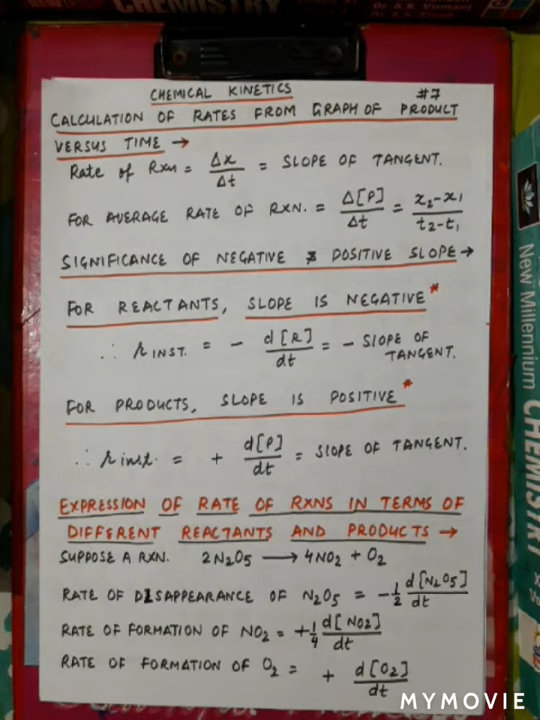 CHEMISTRY
Dr. A.K. Virmani
CHEMICAL KINETICS #7
CALCULATION OF RATES FROM GRAPH OF PRODUCT
VERSUS TIME →
Rate of Rxn = Δx/Δt = SLOPE OF TANGENT.
FOR AVERAGE RATE OF RXN. = Δ[P]/Δt = x₂-x₁/t₂-t₁
SIGNIFICANCE OF NEGATIVE & POSITIVE SLOPE →
FOR REACTANTS, SLOPE IS NEGATIVE*
∴ r INST. = - d[R]/dt = - SLOPE OF TANGENT.
FOR PRODUCTS, SLOPE IS POSITIVE*
∴ r inst. = + d[P]/dt = SLOPE OF TANGENT.
EXPRESSION OF RATE OF RXNS IN TERMS OF
DIFFERENT REACTANTS AND PRODUCTS →
SUPPOSE A RXN. 2N₂O₅ → 4NO₂ + O₂
RATE OF DISAPPEARANCE OF N₂O₅ = -1/2 d[N₂O₅]/dt
RATE OF FORMATION OF NO₂ = +1/4 d[NO₂]/dt
RATE OF FORMATION OF O₂ = + d[O₂]/dt
New Millennium
CHEMISTRY
MYMOVIE